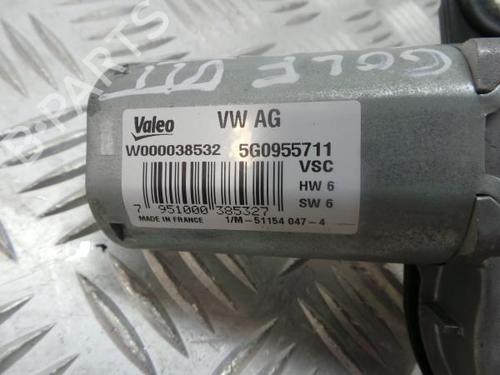 GOLF VII
Valeo VW AG
W000038532 5G0955711
VSC
HW 6
SW 6
7 951000 385327
MADE IN FRANCE 1/M-51154 047-4
B-PARTS